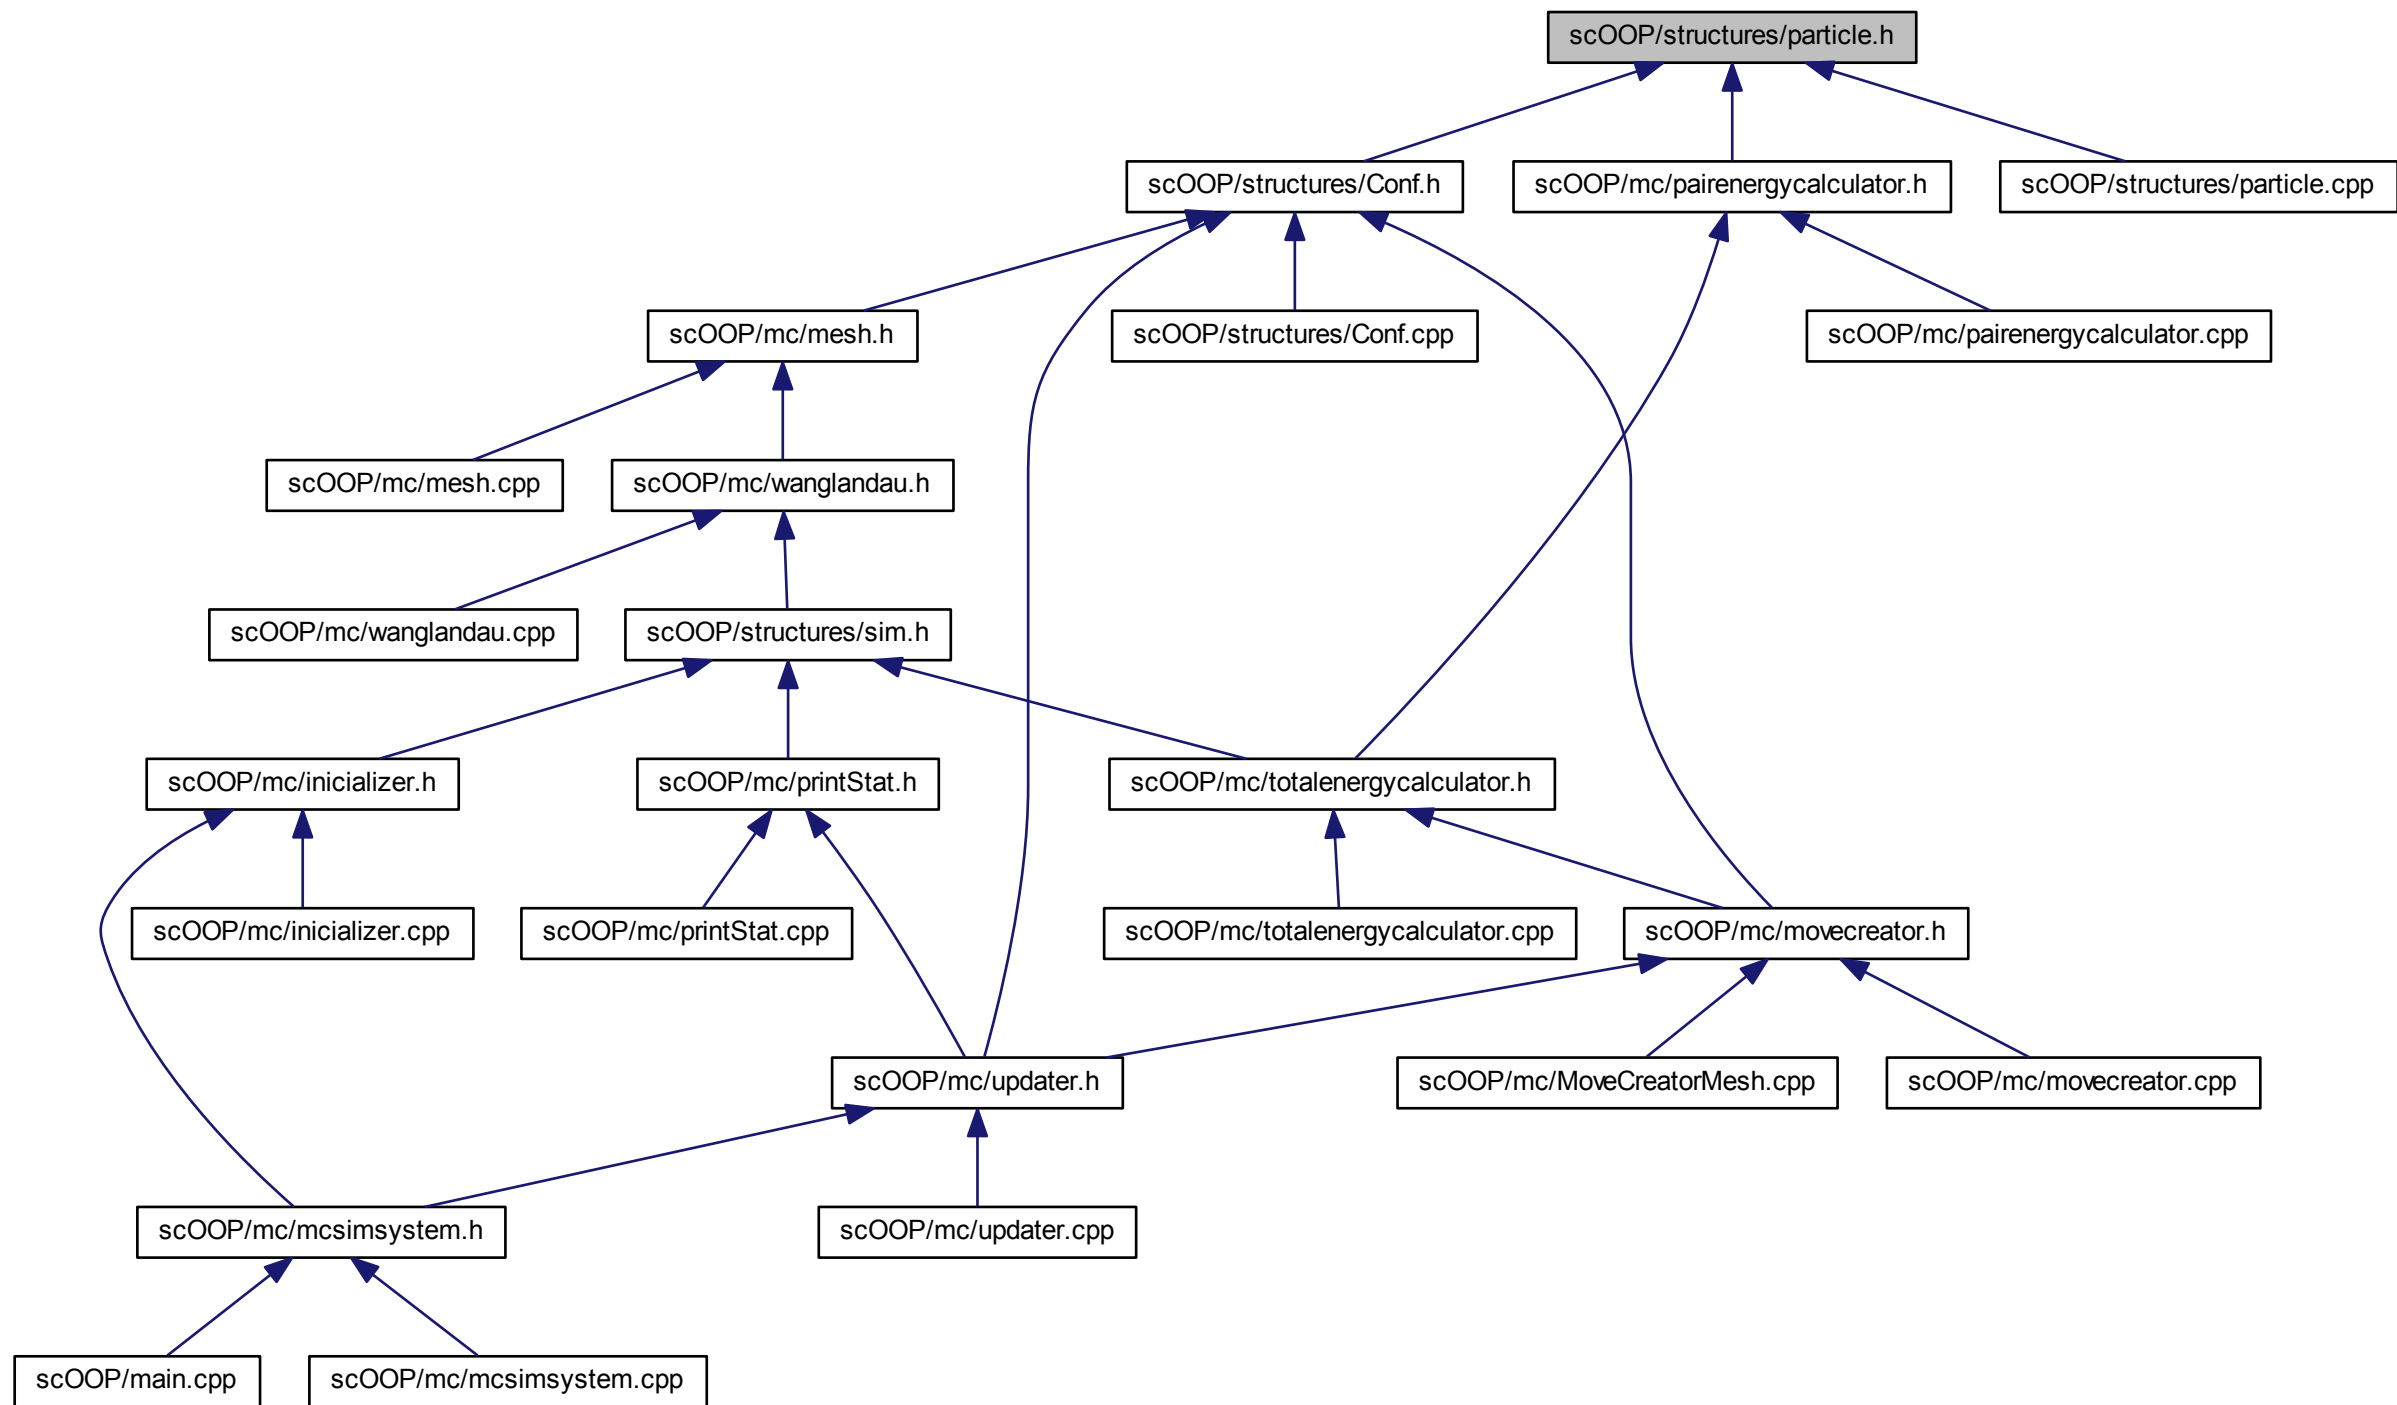 scOOP/structures/particle.h
scOOP/structures/Conf.h
scOOP/mc/pairenergycalculator.h
scOOP/structures/particle.cpp
scOOP/mc/mesh.h
scOOP/structures/Conf.cpp
scOOP/mc/pairenergycalculator.cpp
scOOP/mc/mesh.cpp
scOOP/mc/wanglandau.h
scOOP/mc/wanglandau.cpp
scOOP/structures/sim.h
scOOP/mc/inicializer.h
scOOP/mc/printStat.h
scOOP/mc/totalenergycalculator.h
scOOP/mc/inicializer.cpp
scOOP/mc/printStat.cpp
scOOP/mc/totalenergycalculator.cpp
scOOP/mc/movecreator.h
scOOP/mc/updater.h
scOOP/mc/MoveCreatorMesh.cpp
scOOP/mc/movecreator.cpp
scOOP/mc/mcsimsystem.h
scOOP/mc/updater.cpp
scOOP/main.cpp
scOOP/mc/mcsimsystem.cpp